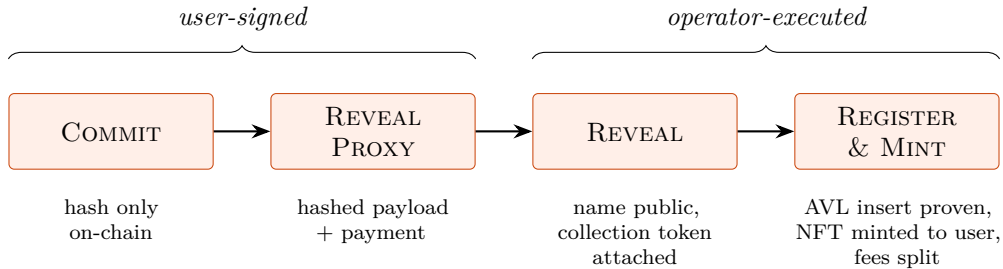 user-signed
operator-executed
COMMIT
REVEAL
PROXY
REVEAL
REGISTER
& MINT
hash only
on-chain
hashed payload
+ payment
name public,
collection token
attached
AVL insert proven,
NFT minted to user,
fees split